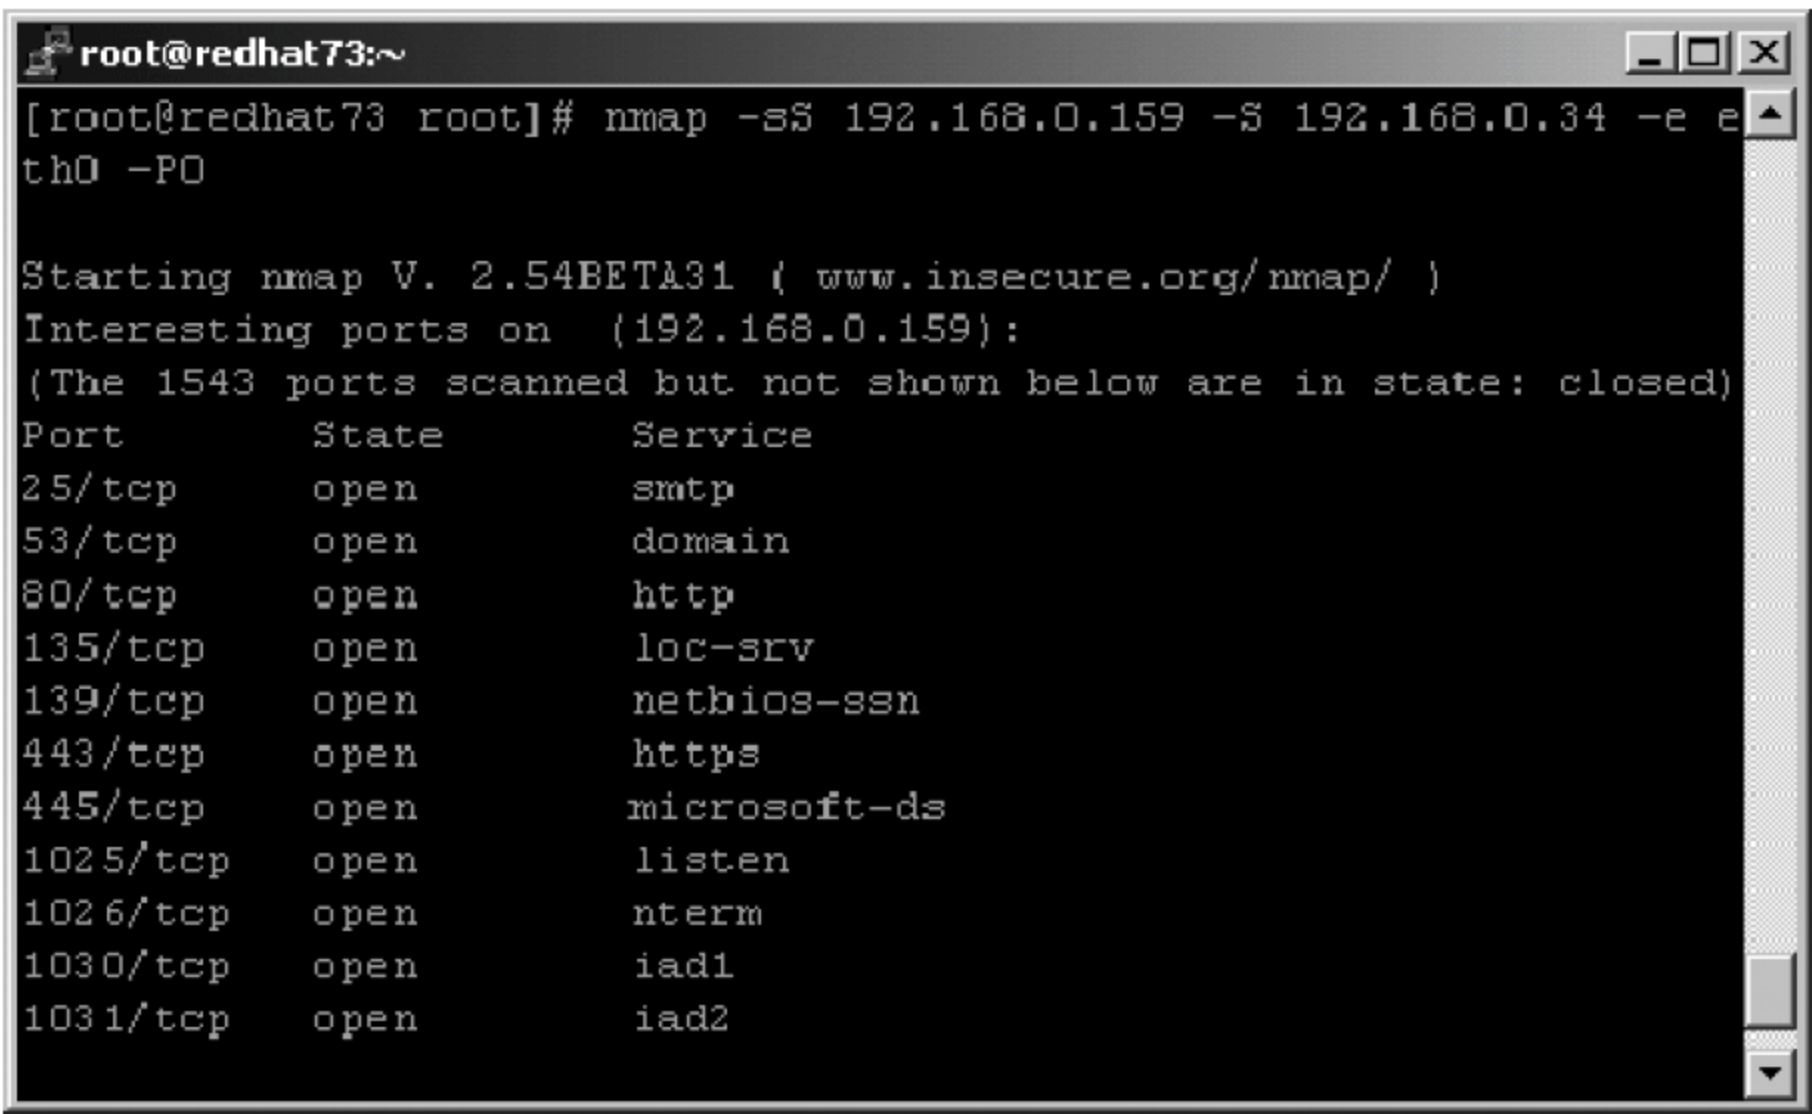 root@redhat73:~
[root@redhat73 root]# nmap -sS 192.168.0.159 -S 192.168.0.34 -e e
th0 -P0
Starting nmap V. 2.54BETA31 ( www.insecure.org/nmap/ )
Interesting ports on  (192.168.0.159):
(The 1543 ports scanned but not shown below are in state: closed)
Port       State       Service
25/tcp     open        smtp
53/tcp     open        domain
80/tcp     open        http
135/tcp    open        loc-srv
139/tcp    open        netbios-ssn
443/tcp    open        https
445/tcp    open        microsoft-ds
1025/tcp   open        listen
1026/tcp   open        nterm
1030/tcp   open        iad1
1031/tcp   open        iad2